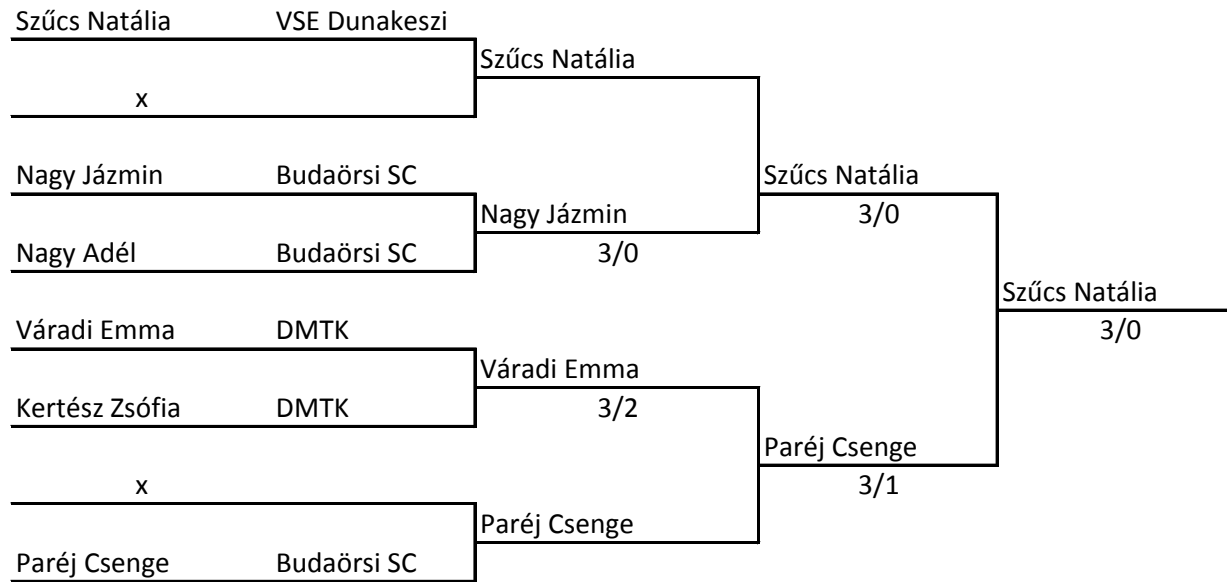 Szűcs Natália VSE Dunakeszi
Szűcs Natália
x
Nagy Jázmin Budaörsi SC
Szűcs Natália
Nagy Jázmin
3/0
Nagy Adél Budaörsi SC
3/0
Szűcs Natália
Váradi Emma DMTK
3/0
Váradi Emma
Kertész Zsófia DMTK
3/2
Paréj Csenge
x
3/1
Paréj Csenge
Paréj Csenge Budaörsi SC